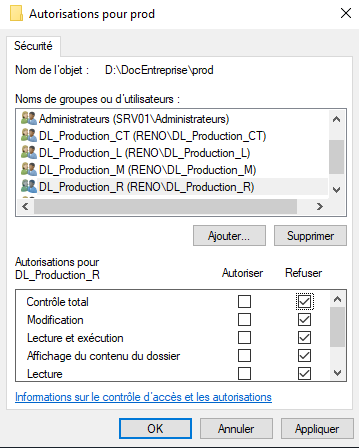 Autorisations pour prod
Sécurité
Nom de l'objet : D:\DocEntreprise\prod
Noms de groupes ou d'utilisateurs :
Administrateurs (SRV01\Administrateurs)
DL_Production_CT (RENO\DL_Production_CT)
DL_Production_L (RENO\DL_Production_L)
DL_Production_M (RENO\DL_Production_M)
DL_Production_R (RENO\DL_Production_R)
Ajouter... Supprimer
Autorisations pour
DL_Production_R Autoriser Refuser
Contrôle total
Modification
Lecture et exécution
Affichage du contenu du dossier
Lecture
Informations sur le contrôle d'accès et les autorisations
OK Annuler Appliquer